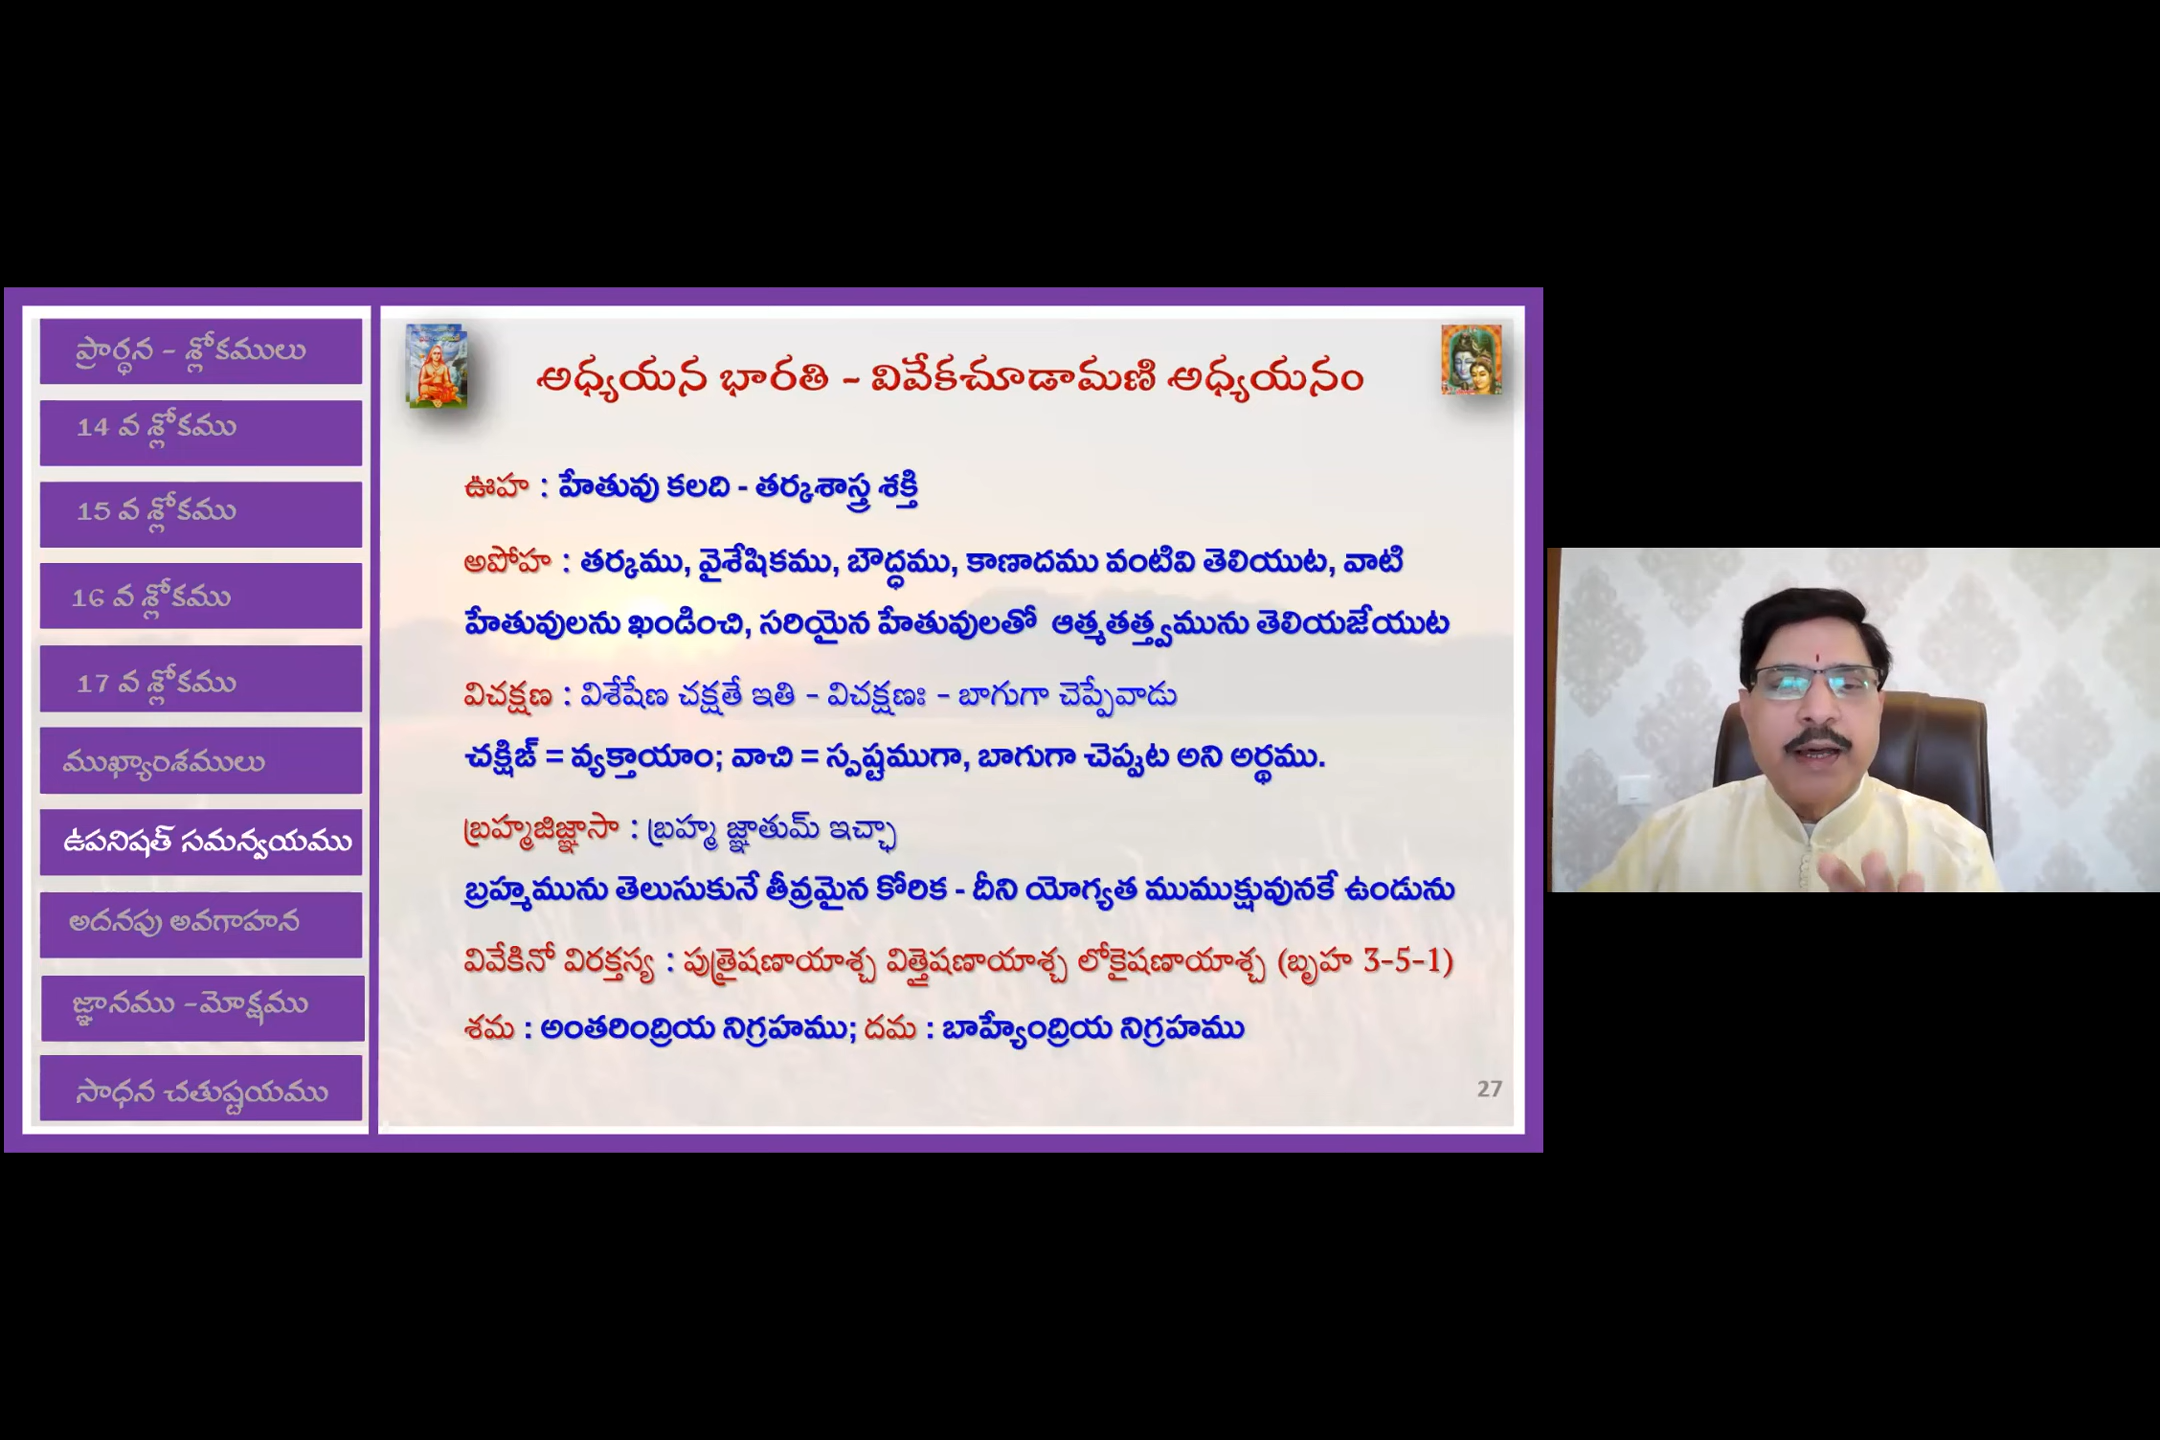 ప్రార్థన - శ్లోకములు
14 వ శ్లోకము
15 వ శ్లోకము
16 వ శ్లోకము
17 వ శ్లోకము
ముఖ్యాంశములు
ఉపనిషత్ సమన్వయము
అదనపు అవగాహన
జ్ఞానము -మోక్షము
సాధన చతుష్టయము
అధ్యయన భారతి - వివేకచూడామణి అధ్యయనం
ఊహ : హేతువు కలది - తర్కశాస్త్ర శక్తి
అపోహ : తర్కము, వైశేషికము, బౌద్ధము, కాణాదము వంటివి తెలియుట, వాటి
హేతువులను ఖండించి, సరియైన హేతువులతో ఆత్మతత్త్వమును తెలియజేయుట
విచక్షణ : విశేషేణ చక్షతే ఇతి - విచక్షణః - బాగుగా చెప్పేవాడు
చక్షిఙ్ = వ్యక్తాయాం; వాచి = స్పష్టముగా, బాగుగా చెప్పుట అని అర్థము.
బ్రహ్మజిజ్ఞాసా : బ్రహ్మ జ్ఞాతుమ్ ఇచ్ఛా
బ్రహ్మమును తెలుసుకునే తీవ్రమైన కోరిక - దీని యోగ్యత ముముక్షువునకే ఉండును
వివేకినో విరక్తస్య : పుత్రైషణాయాశ్చ విత్తైషణాయాశ్చ లోకైషణాయాశ్చ (బృహ 3-5-1)
శమ : అంతరింద్రియ నిగ్రహము; దమ : బాహ్యేంద్రియ నిగ్రహము
27